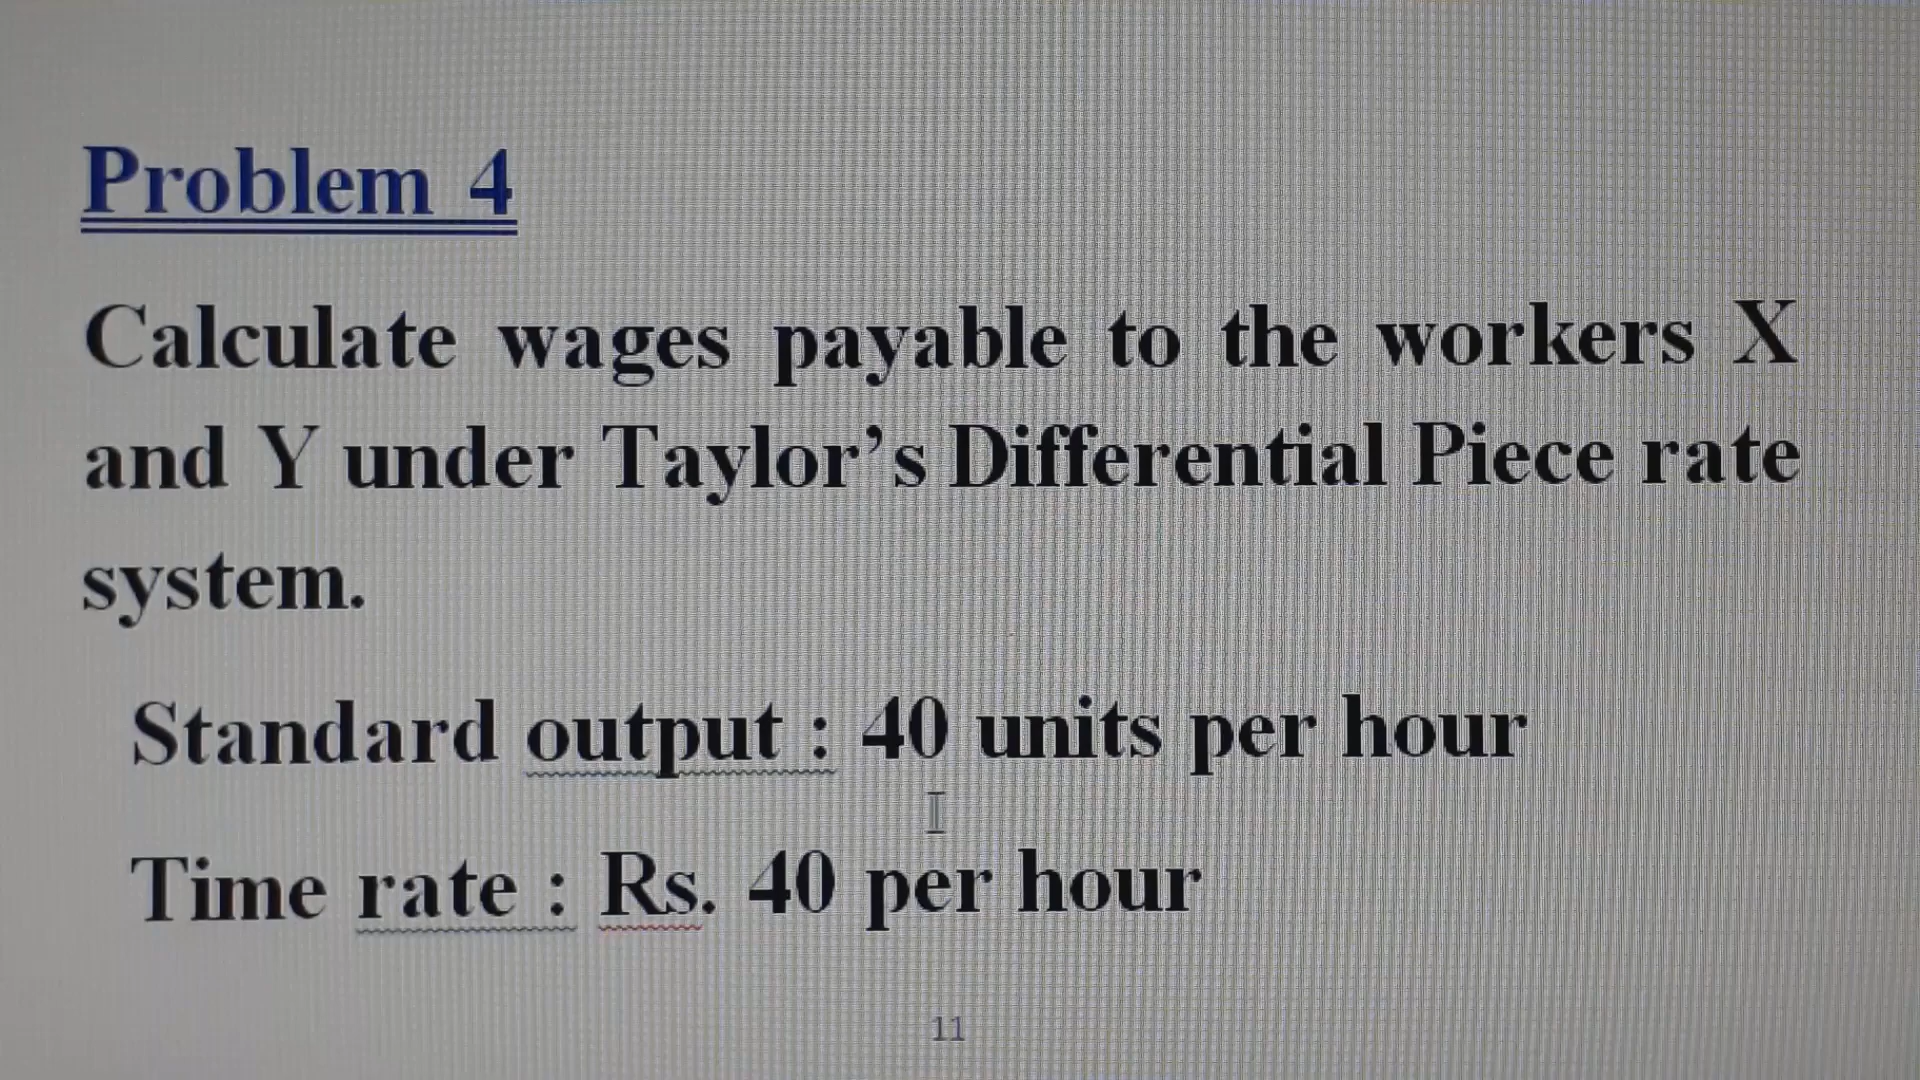 Problem 4
Calculate wages payable to the workers X
and Y under Taylor’s Differential Piece rate
system.
Standard output : 40 units per hour
Time rate : Rs. 40 per hour
11